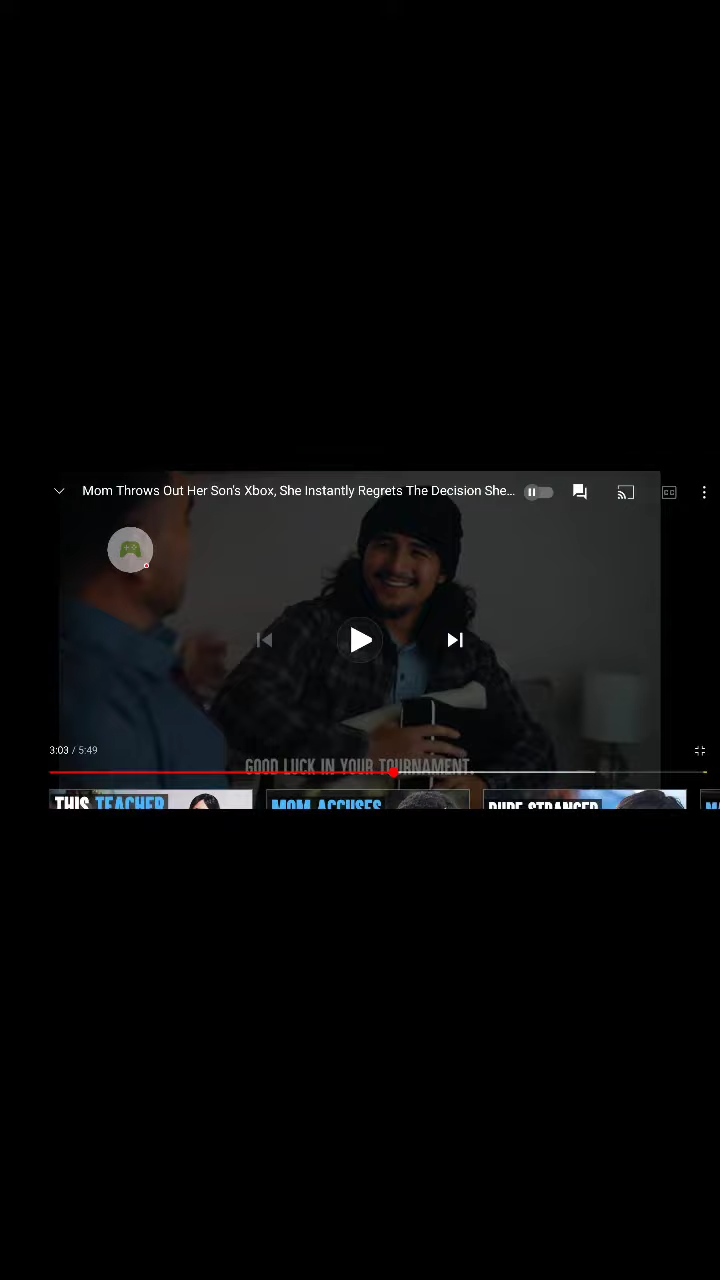 Mom Throws Out Her Son's Xbox, She Instantly Regrets The Decision She...
CC
3:03 / 5:49
GOOD LUCK IN YOUR TOURNAMENT.
THIS TEACHER
MOM ACCUSES
RUDE STRANGER